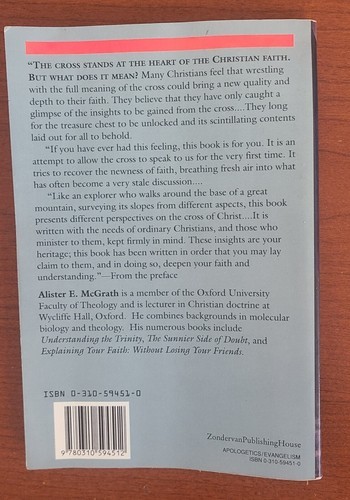 "THE CROSS STANDS AT THE HEART OF THE CHRISTIAN FAITH.
BUT WHAT DOES IT MEAN? Many Christians feel that wrestling
with the full meaning of the cross could bring a new quality and
depth to their faith. They believe that they have only caught a
glimpse of the insights to be gained from the cross....They long
for the treasure chest to be unlocked and its scintillating contents
laid out for all to behold.
"If you have ever had this feeling, this book is for you. It is an
attempt to allow the cross to speak to us for the very first time. It
tries to recover the newness of faith, breathing fresh air into what
has often become a very stale discussion....
"Like an explorer who walks around the base of a great
mountain, surveying its slopes from different aspects, this book
presents different perspectives on the cross of Christ....It is
written with the needs of ordinary Christians, and those who
minister to them, kept firmly in mind. These insights are your
heritage; this book has been written in order that you may lay
claim to them, and in doing so, deepen your faith and
understanding."—From the preface
Alister E. McGrath is a member of the Oxford University
Faculty of Theology and is lecturer in Christian doctrine at
Wycliffe Hall, Oxford. He combines backgrounds in molecular
biology and theology. His numerous books include
Understanding the Trinity, The Sunnier Side of Doubt, and
Explaining Your Faith: Without Losing Your Friends.
ISBN 0-310-59451-0
9 780310 594512
ZondervanPublishingHouse
APOLOGETICS/EVANGELISM
ISBN 0-310-59451-0